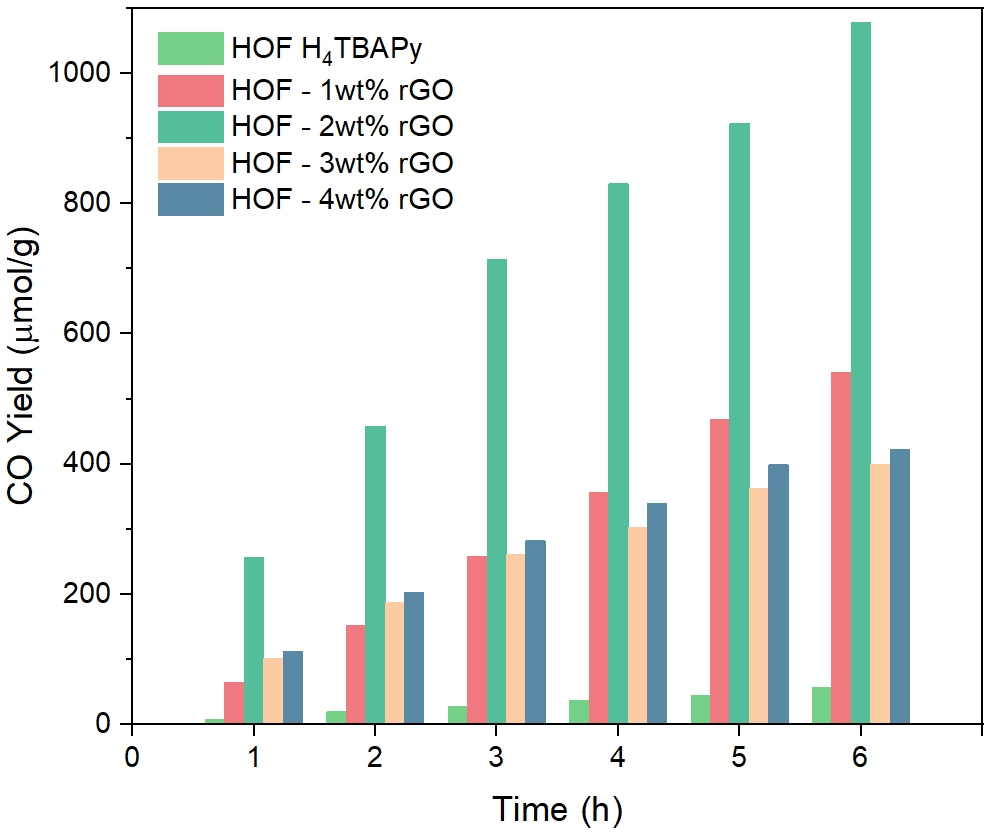 HOF H₄TBAPy
HOF - 1wt% rGO
HOF - 2wt% rGO
HOF - 3wt% rGO
HOF - 4wt% rGO
CO Yield (μmol/g)
1000
800
600
400
200
0
0 1 2 3 4 5 6
Time (h)